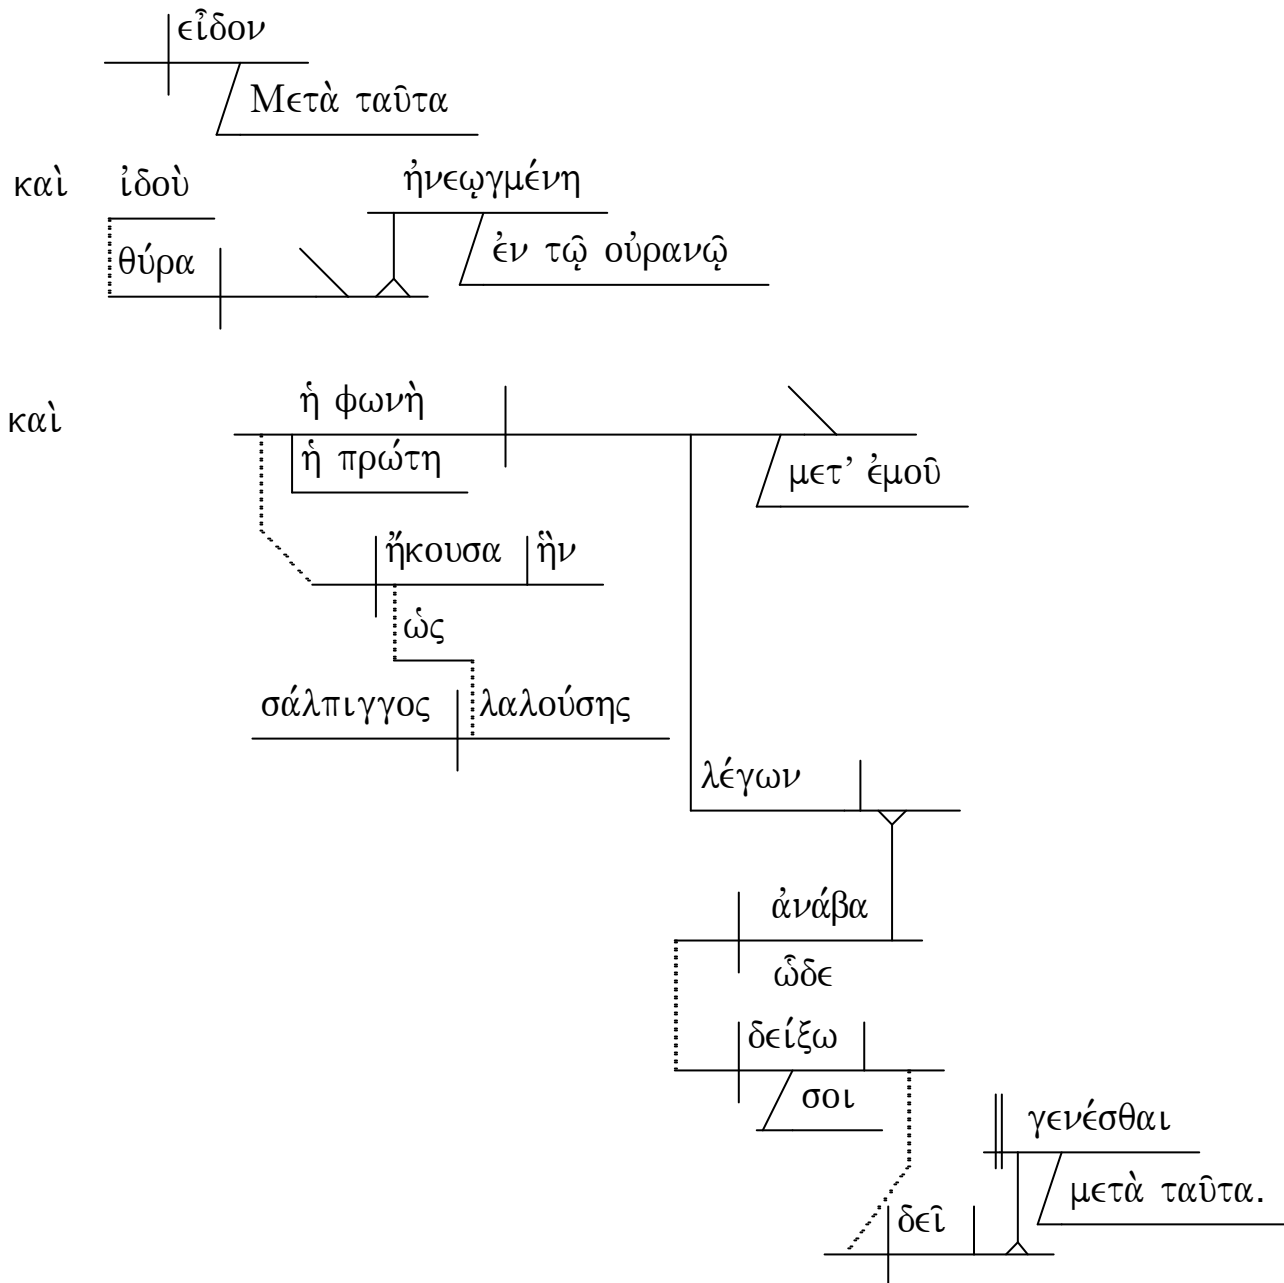 εἶδον
Μετὰ ταῦτα
καὶ ἰδοὺ ἠνεῳγμένη
θύρα ἐν τῷ οὐρανῷ
καὶ ἡ φωνὴ
ἡ πρώτη μετ’ ἐμοῦ
ἤκουσα ἣν
ὡς
σάλπιγγος λαλούσης
λέγων
ἀνάβα
ὧδε
δείξω
σοι γενέσθαι
μετὰ ταῦτα.
δεῖ